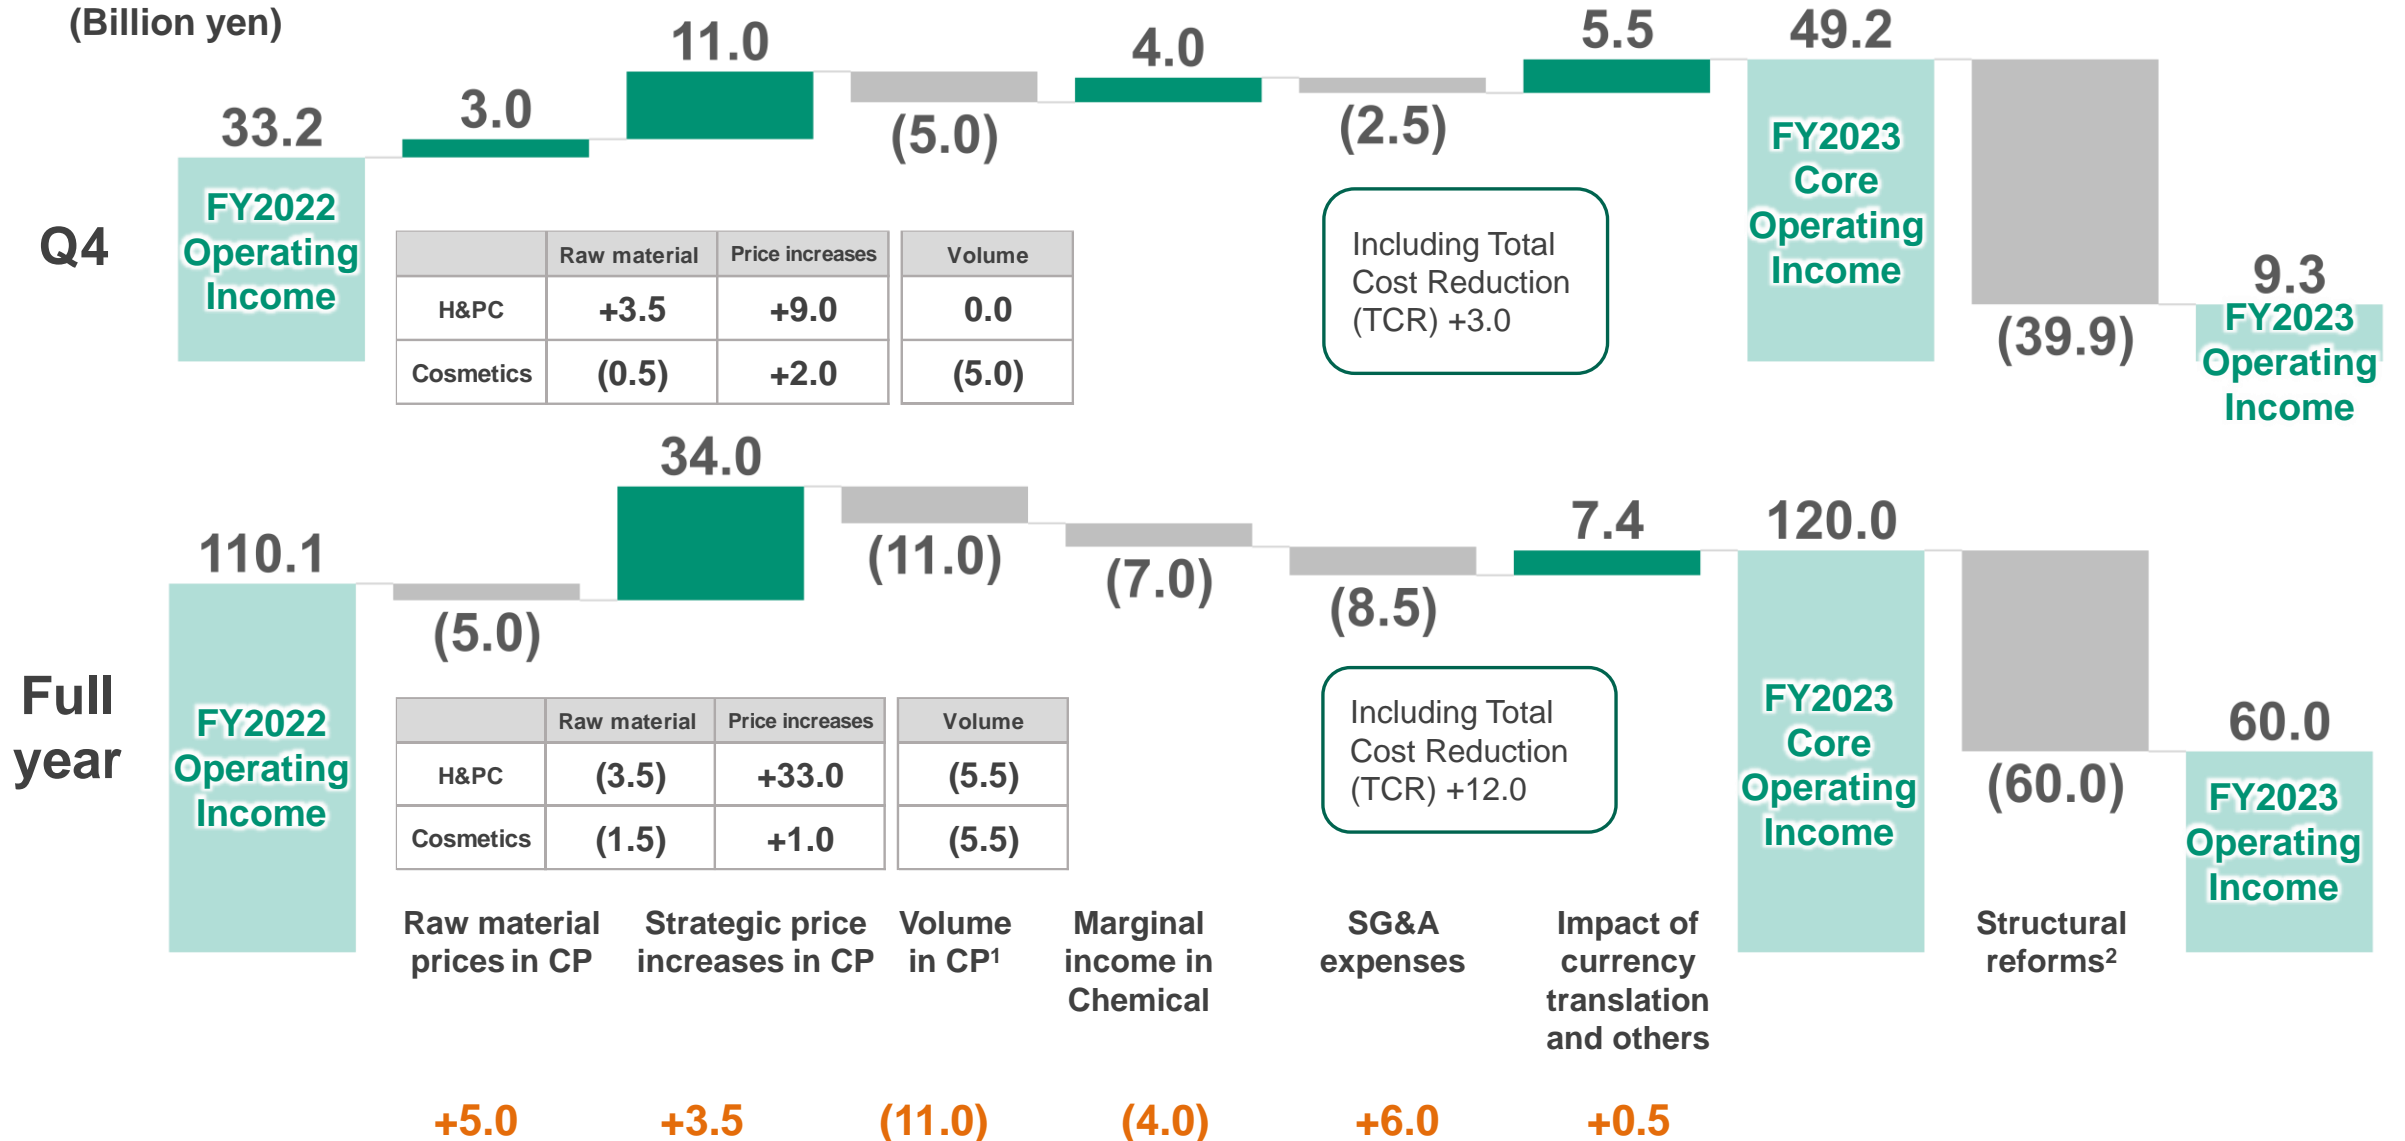 (Billion yen)
Q4
33.2
3.0
11.0
(5.0)
4.0
(2.5)
5.5
49.2
(39.9)
9.3
FY2022
Operating
Income
FY2023
Core
Operating
Income
FY2023
Operating
Income
Raw material Price increases Volume
H&PC +3.5 +9.0 0.0
Cosmetics (0.5) +2.0 (5.0)
Including Total
Cost Reduction
(TCR) +3.0
Full
year
110.1
(5.0)
34.0
(11.0)
(7.0)
(8.5)
7.4
120.0
(60.0)
60.0
FY2022
Operating
Income
FY2023
Core
Operating
Income
FY2023
Operating
Income
Raw material Price increases Volume
H&PC (3.5) +33.0 (5.5)
Cosmetics (1.5) +1.0 (5.5)
Including Total
Cost Reduction
(TCR) +12.0
Raw material
prices in CP
Strategic price
increases in CP
Volume
in CP¹
Marginal
income in
Chemical
SG&A
expenses
Impact of
currency
translation
and others
Structural
reforms²
+5.0 +3.5 (11.0) (4.0) +6.0 +0.5